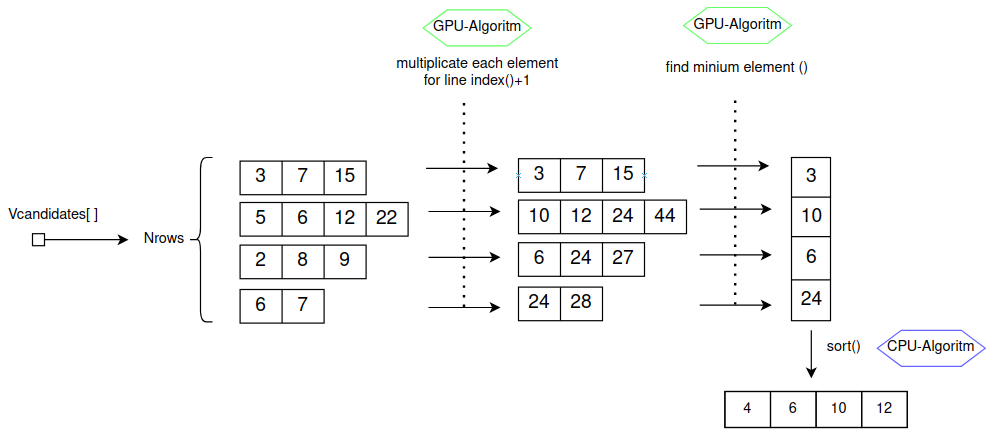 GPU-Algoritm
GPU-Algoritm
multiplicate each element
for line index()+1
find minium element ()
Vcandidates[ ]
Nrows
3 7 15
5 6 12 22
2 8 9
6 7
3 7 15
10 12 24 44
6 24 27
24 28
3
10
6
24
sort()
CPU-Algoritm
4 6 10 12